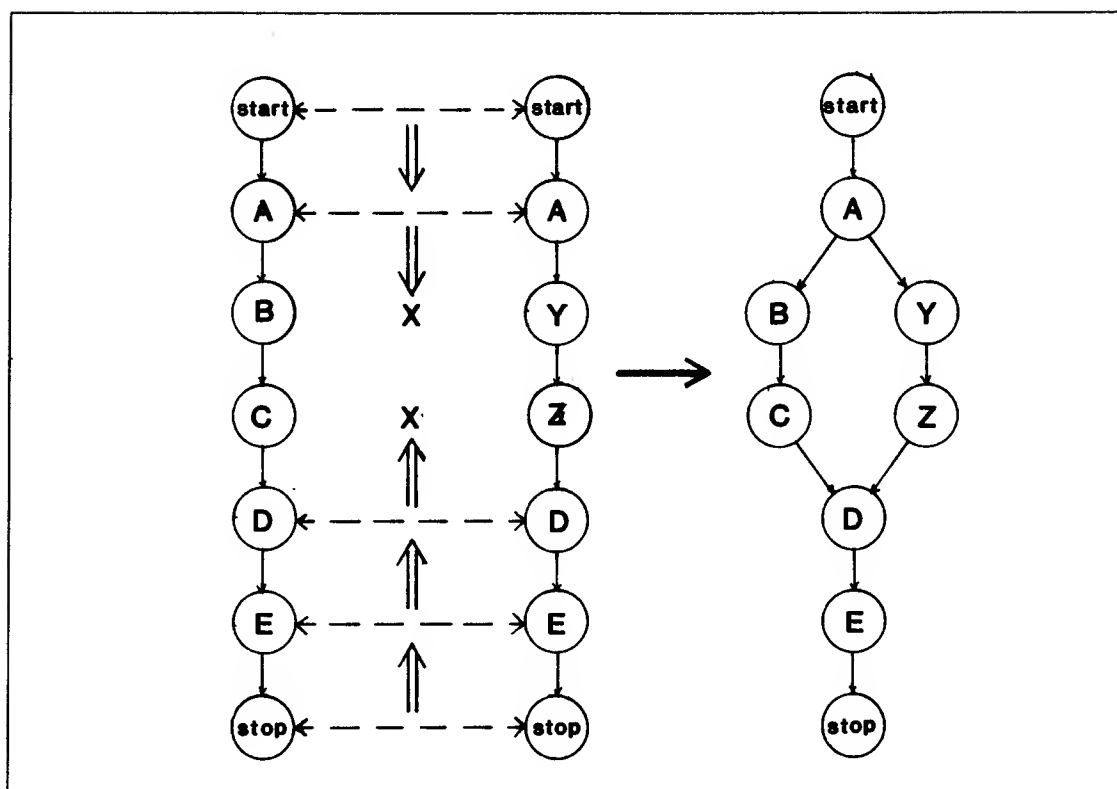 start start start
A A A
B X Y B Y
C X Z C Z
D D D
E E E
stop stop stop